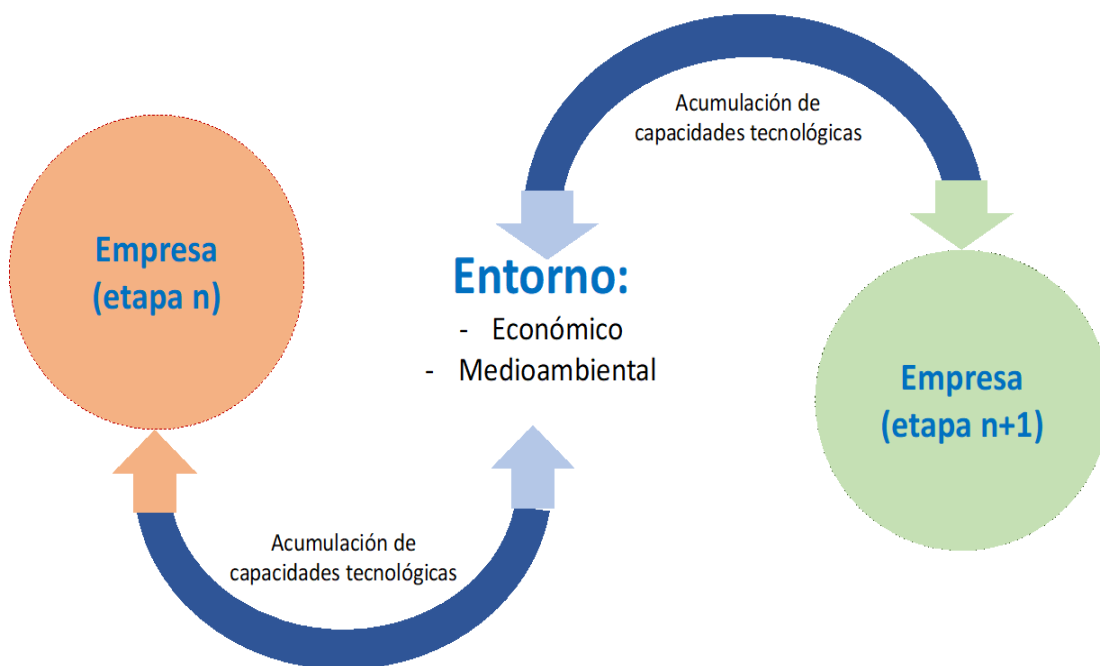 Acumulación de
capacidades tecnológicas
Empresa
(etapa n)
Entorno:
- Económico
- Medioambiental
Empresa
(etapa n+1)
Acumulación de
capacidades tecnológicas